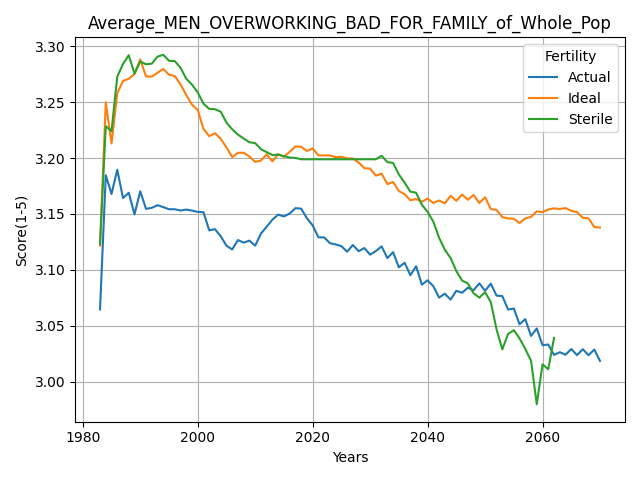 Average_MEN_OVERWORKING_BAD_FOR_FAMILY_of_Whole_Pop
Fertility
Actual
Ideal
Sterile
Score(1-5)
3.30
3.25
3.20
3.15
3.10
3.05
3.00
1980 2000 2020 2040 2060
Years